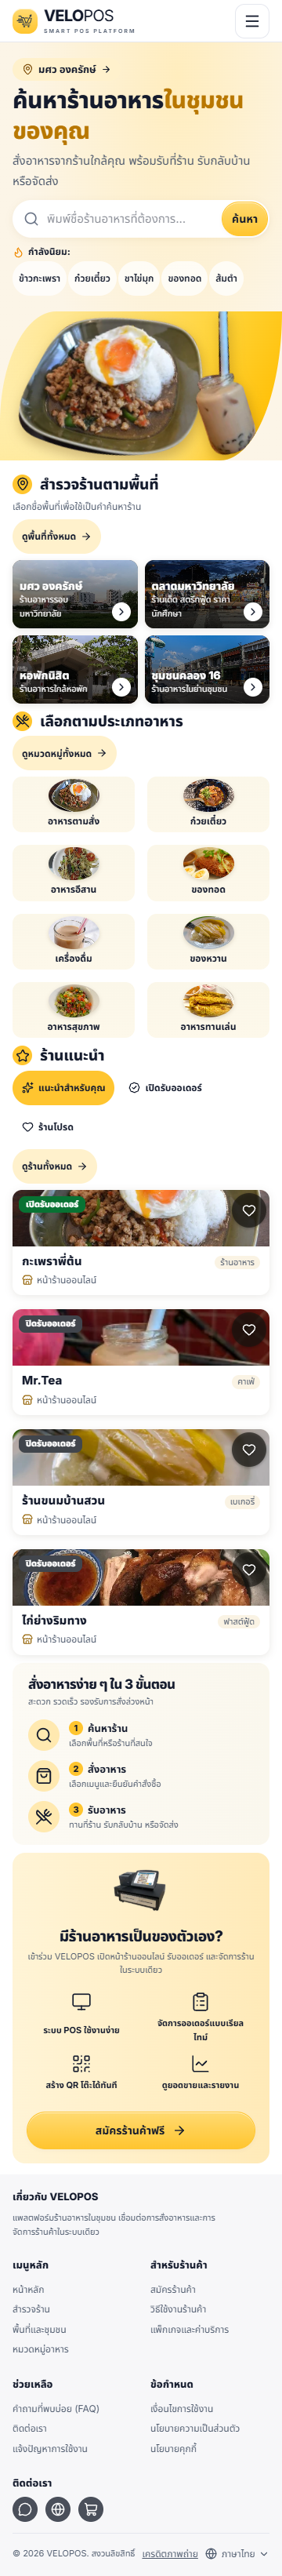 VELOPOS
SMART POS PLATFORM
มศว องครักษ์
ค้นหาร้านอาหารในชุมชน
ของคุณ
สั่งอาหารจากร้านใกล้คุณ พร้อมรับที่ร้าน รับกลับบ้าน
หรือจัดส่ง
พิมพ์ชื่อร้านอาหารที่ต้องการ...
ค้นหา
กำลังนิยม:
ข้าวกะเพรา
ก๋วยเตี๋ยว
ชาไข่มุก
ของทอด
ส้มตำ
สำรวจร้านตามพื้นที่
เลือกชื่อพื้นที่เพื่อใช้เป็นคำค้นหาร้าน
ดูพื้นที่ทั้งหมด
มศว องครักษ์
ร้านอาหารรอบ
มหาวิทยาลัย
ตลาดมหาวิทยาลัย
ร้านเด็ด สตรีทฟู้ด ราคา
นักศึกษา
หอพักนิสิต
ร้านอาหารใกล้หอพัก
ชุมชนคลอง 16
ร้านอาหารในย่านชุมชน
เลือกตามประเภทอาหาร
ดูหมวดหมู่ทั้งหมด
อาหารตามสั่ง
ก๋วยเตี๋ยว
อาหารอีสาน
ของทอด
เครื่องดื่ม
ของหวาน
อาหารสุขภาพ
อาหารทานเล่น
ร้านแนะนำ
แนะนำสำหรับคุณ
เปิดรับออเดอร์
ร้านโปรด
ดูร้านทั้งหมด
เปิดรับออเดอร์
กะเพราพี่ต้น
ร้านอาหาร
หน้าร้านออนไลน์
ปิดรับออเดอร์
Mr.Tea
คาเฟ่
หน้าร้านออนไลน์
ปิดรับออเดอร์
ร้านขนมบ้านสวน
เบเกอรี่
หน้าร้านออนไลน์
ปิดรับออเดอร์
ไก่ย่างริมทาง
ฟาสต์ฟู้ด
หน้าร้านออนไลน์
สั่งอาหารง่าย ๆ ใน 3 ขั้นตอน
สะดวก รวดเร็ว รองรับการสั่งล่วงหน้า
1 ค้นหาร้าน
เลือกพื้นที่หรือร้านที่สนใจ
2 สั่งอาหาร
เลือกเมนูและยืนยันคำสั่งซื้อ
3 รับอาหาร
ทานที่ร้าน รับกลับบ้าน หรือจัดส่ง
มีร้านอาหารเป็นของตัวเอง?
เข้าร่วม VELOPOS เปิดหน้าร้านออนไลน์ รับออเดอร์ และจัดการร้าน
ในระบบเดียว
ระบบ POS ใช้งานง่าย
จัดการออเดอร์แบบเรียล
ไทม์
สร้าง QR โต๊ะได้ทันที
ดูยอดขายและรายงาน
สมัครร้านค้าฟรี
เกี่ยวกับ VELOPOS
แพลตฟอร์มร้านอาหารในชุมชน เชื่อมต่อการสั่งอาหารและการ
จัดการร้านค้าในระบบเดียว
เมนูหลัก
หน้าหลัก
สำรวจร้าน
พื้นที่และชุมชน
หมวดหมู่อาหาร
สำหรับร้านค้า
สมัครร้านค้า
วิธีใช้งานร้านค้า
แพ็กเกจและค่าบริการ
ช่วยเหลือ
คำถามที่พบบ่อย (FAQ)
ติดต่อเรา
แจ้งปัญหาการใช้งาน
ข้อกำหนด
เงื่อนไขการใช้งาน
นโยบายความเป็นส่วนตัว
นโยบายคุกกี้
ติดต่อเรา
© 2026 VELOPOS. สงวนลิขสิทธิ์
เครดิตภาพถ่าย
ภาษาไทย